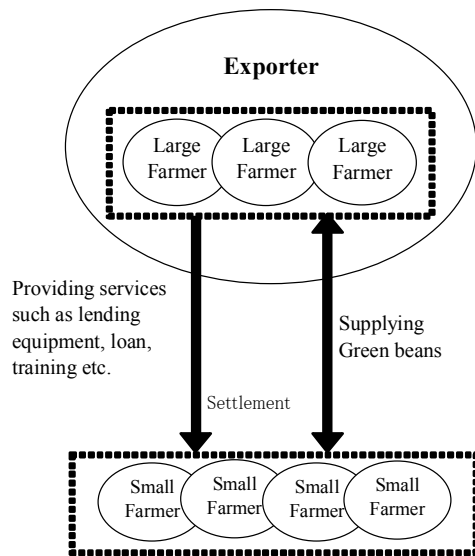 Exporter
Large
Farmer
Large
Farmer
Large
Farmer
Providing services
such as lending
equipment, loan,
training etc.
Supplying
Green beans
Settlement
Small
Farmer
Small
Farmer
Small
Farmer
Small
Farmer